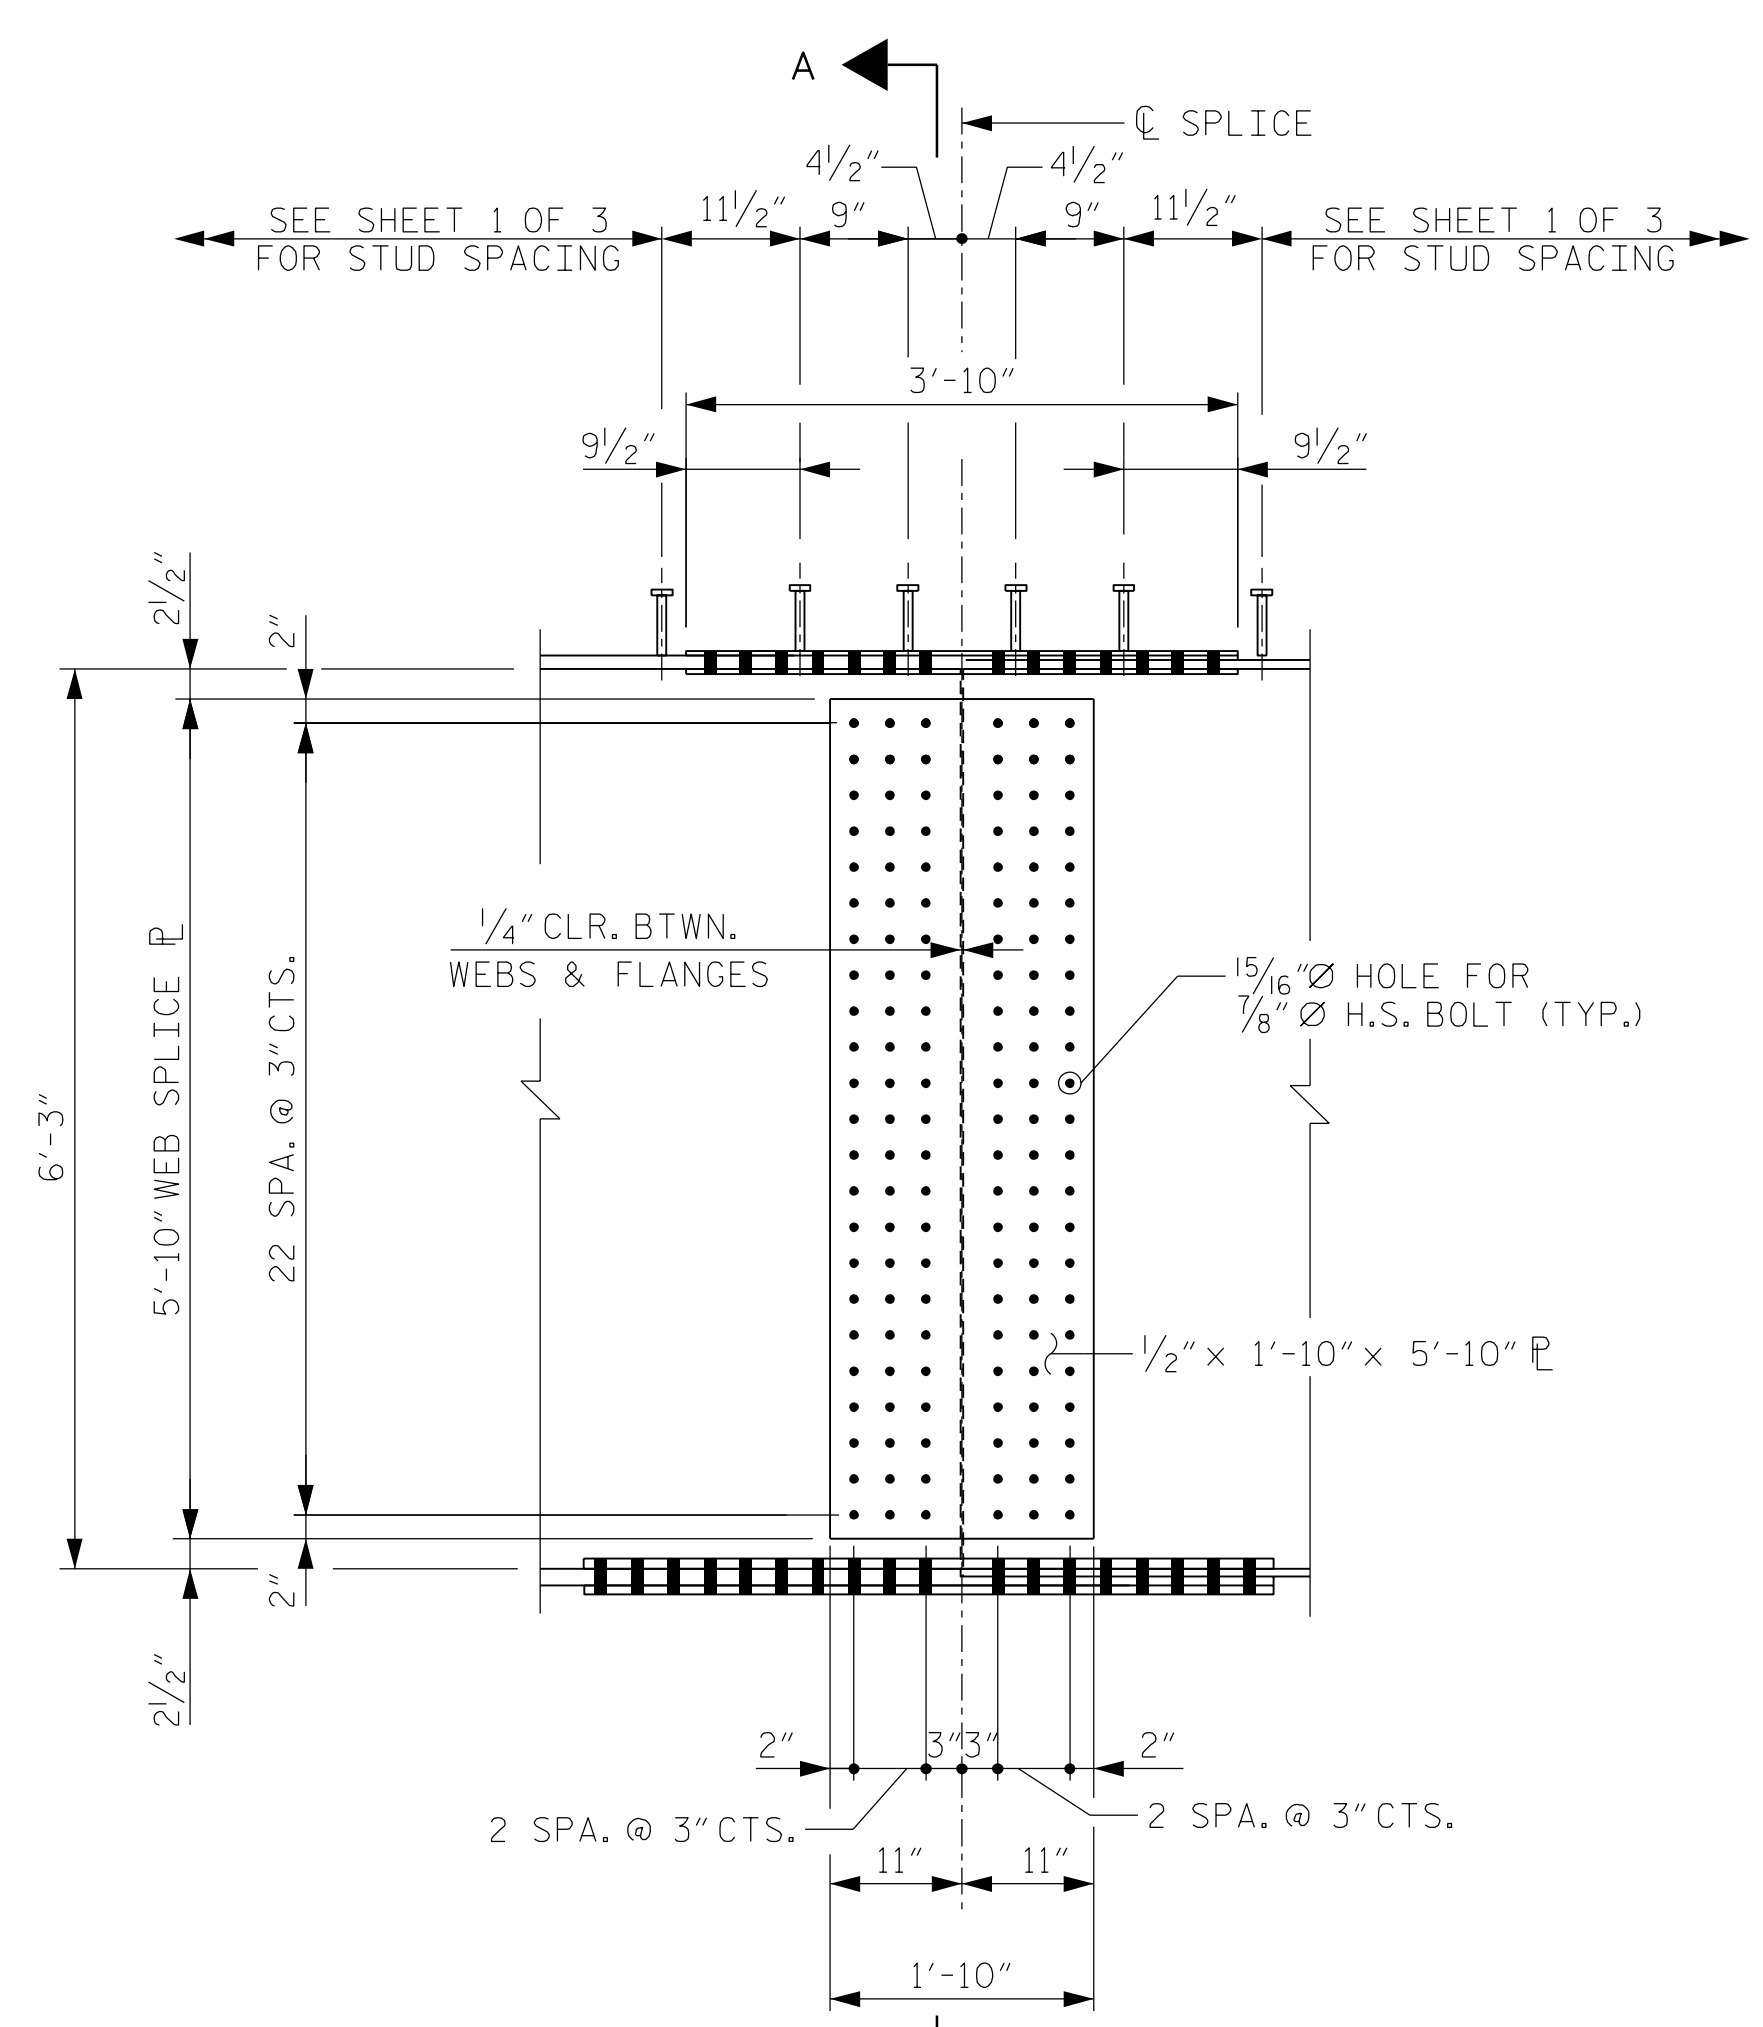 A
℄ SPLICE
4½" 4½"
11½" 9" 9" 11½"
SEE SHEET 1 OF 3
FOR STUD SPACING
SEE SHEET 1 OF 3
FOR STUD SPACING
3'-10"
9½" 9½"
2½"
2"
6'-3"
5'-10" WEB SPLICE ℙL
22 SPA. @ 3" CTS.
¼" CLR. BTWN.
WEBS & FLANGES
15/16" Ø HOLE FOR
7/8" Ø H.S. BOLT (TYP.)
½" x 1'-10" x 5'-10" ℙL
2"
2½"
2" 3" 3" 2"
2 SPA. @ 3" CTS.
2 SPA. @ 3" CTS.
11" 11"
1'-10"